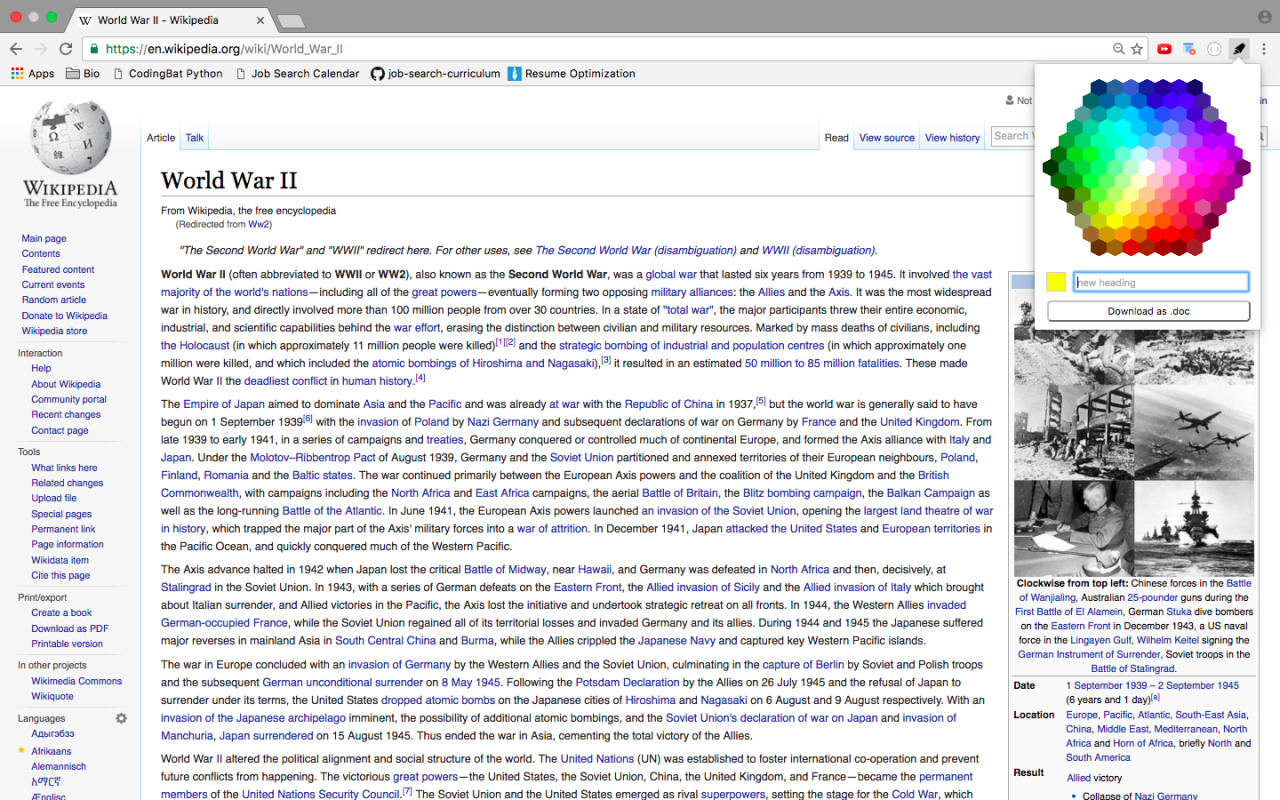 World War II - Wikipedia
https://en.wikipedia.org/wiki/World_War_II
Apps Bio CodingBat Python Job Search Calendar job-search-curriculum Resume Optimization
Not in
Article Talk Read View source View history Search W
WIKIPEDIA
The Free Encyclopedia
Main page
Contents
Featured content
Current events
Random article
Donate to Wikipedia
Wikipedia store
Interaction
Help
About Wikipedia
Community portal
Recent changes
Contact page
Tools
What links here
Related changes
Upload file
Special pages
Permanent link
Page information
Wikidata item
Cite this page
Print/export
Create a book
Download as PDF
Printable version
In other projects
Wikimedia Commons
Wikiquote
Languages
Адыгэбзэ
Afrikaans
Alemannisch
አማርኛ
Ænglisc
World War II
From Wikipedia, the free encyclopedia
(Redirected from Ww2)
"The Second World War" and "WWII" redirect here. For other uses, see The Second World War (disambiguation) and WWII (disambiguation).
World War II (often abbreviated to WWII or WW2), also known as the Second World War, was a global war that lasted six years from 1939 to 1945. It involved the vast
majority of the world's nations—including all of the great powers—eventually forming two opposing military alliances: the Allies and the Axis. It was the most widespread
war in history, and directly involved more than 100 million people from over 30 countries. In a state of "total war", the major participants threw their entire economic,
industrial, and scientific capabilities behind the war effort, erasing the distinction between civilian and military resources. Marked by mass deaths of civilians, including
the Holocaust (in which approximately 11 million people were killed)[1][2] and the strategic bombing of industrial and population centres (in which approximately one
million were killed, and which included the atomic bombings of Hiroshima and Nagasaki),[3] it resulted in an estimated 50 million to 85 million fatalities. These made
World War II the deadliest conflict in human history.[4]
The Empire of Japan aimed to dominate Asia and the Pacific and was already at war with the Republic of China in 1937,[5] but the world war is generally said to have
begun on 1 September 1939[6] with the invasion of Poland by Nazi Germany and subsequent declarations of war on Germany by France and the United Kingdom. From
late 1939 to early 1941, in a series of campaigns and treaties, Germany conquered or controlled much of continental Europe, and formed the Axis alliance with Italy and
Japan. Under the Molotov–Ribbentrop Pact of August 1939, Germany and the Soviet Union partitioned and annexed territories of their European neighbours, Poland,
Finland, Romania and the Baltic states. The war continued primarily between the European Axis powers and the coalition of the United Kingdom and the British
Commonwealth, with campaigns including the North Africa and East Africa campaigns, the aerial Battle of Britain, the Blitz bombing campaign, the Balkan Campaign as
well as the long-running Battle of the Atlantic. In June 1941, the European Axis powers launched an invasion of the Soviet Union, opening the largest land theatre of war
in history, which trapped the major part of the Axis' military forces into a war of attrition. In December 1941, Japan attacked the United States and European territories in
the Pacific Ocean, and quickly conquered much of the Western Pacific.
The Axis advance halted in 1942 when Japan lost the critical Battle of Midway, near Hawaii, and Germany was defeated in North Africa and then, decisively, at
Stalingrad in the Soviet Union. In 1943, with a series of German defeats on the Eastern Front, the Allied invasion of Sicily and the Allied invasion of Italy which brought
about Italian surrender, and Allied victories in the Pacific, the Axis lost the initiative and undertook strategic retreat on all fronts. In 1944, the Western Allies invaded
German-occupied France, while the Soviet Union regained all of its territorial losses and invaded Germany and its allies. During 1944 and 1945 the Japanese suffered
major reverses in mainland Asia in South Central China and Burma, while the Allies crippled the Japanese Navy and captured key Western Pacific islands.
The war in Europe concluded with an invasion of Germany by the Western Allies and the Soviet Union, culminating in the capture of Berlin by Soviet and Polish troops
and the subsequent German unconditional surrender on 8 May 1945. Following the Potsdam Declaration by the Allies on 26 July 1945 and the refusal of Japan to
surrender under its terms, the United States dropped atomic bombs on the Japanese cities of Hiroshima and Nagasaki on 6 August and 9 August respectively. With an
invasion of the Japanese archipelago imminent, the possibility of additional atomic bombings, and the Soviet Union's declaration of war on Japan and invasion of
Manchuria, Japan surrendered on 15 August 1945. Thus ended the war in Asia, cementing the total victory of the Allies.
World War II altered the political alignment and social structure of the world. The United Nations (UN) was established to foster international co-operation and prevent
future conflicts from happening. The victorious great powers—the United States, the Soviet Union, China, the United Kingdom, and France—became the permanent
members of the United Nations Security Council.[7] The Soviet Union and the United States emerged as rival superpowers, setting the stage for the Cold War, which
new heading
Download as .doc
Clockwise from top left: Chinese forces in the Battle
of Wanjialing, Australian 25-pounder guns during the
First Battle of El Alamein, German Stuka dive bombers
on the Eastern Front in December 1943, a US naval
force in the Lingayen Gulf, Wilhelm Keitel signing the
German Instrument of Surrender, Soviet troops in the
Battle of Stalingrad.
Date 1 September 1939 – 2 September 1945
(6 years and 1 day)[a]
Location Europe, Pacific, Atlantic, South-East Asia,
China, Middle East, Mediterranean, North
Africa and Horn of Africa, briefly North and
South America
Result Allied victory
• Collapse of Nazi Germany